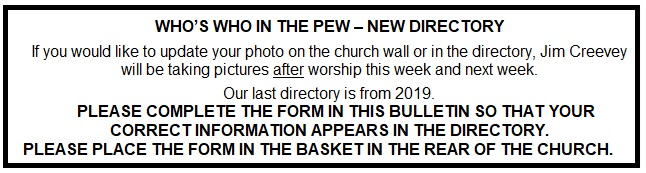 WHO'S WHO IN THE PEW – NEW DIRECTORY
If you would like to update your photo on the church wall or in the directory, Jim Creevey
will be taking pictures after worship this week and next week.
Our last directory is from 2019.
PLEASE COMPLETE THE FORM IN THIS BULLETIN SO THAT YOUR
CORRECT INFORMATION APPEARS IN THE DIRECTORY.
PLEASE PLACE THE FORM IN THE BASKET IN THE REAR OF THE CHURCH.